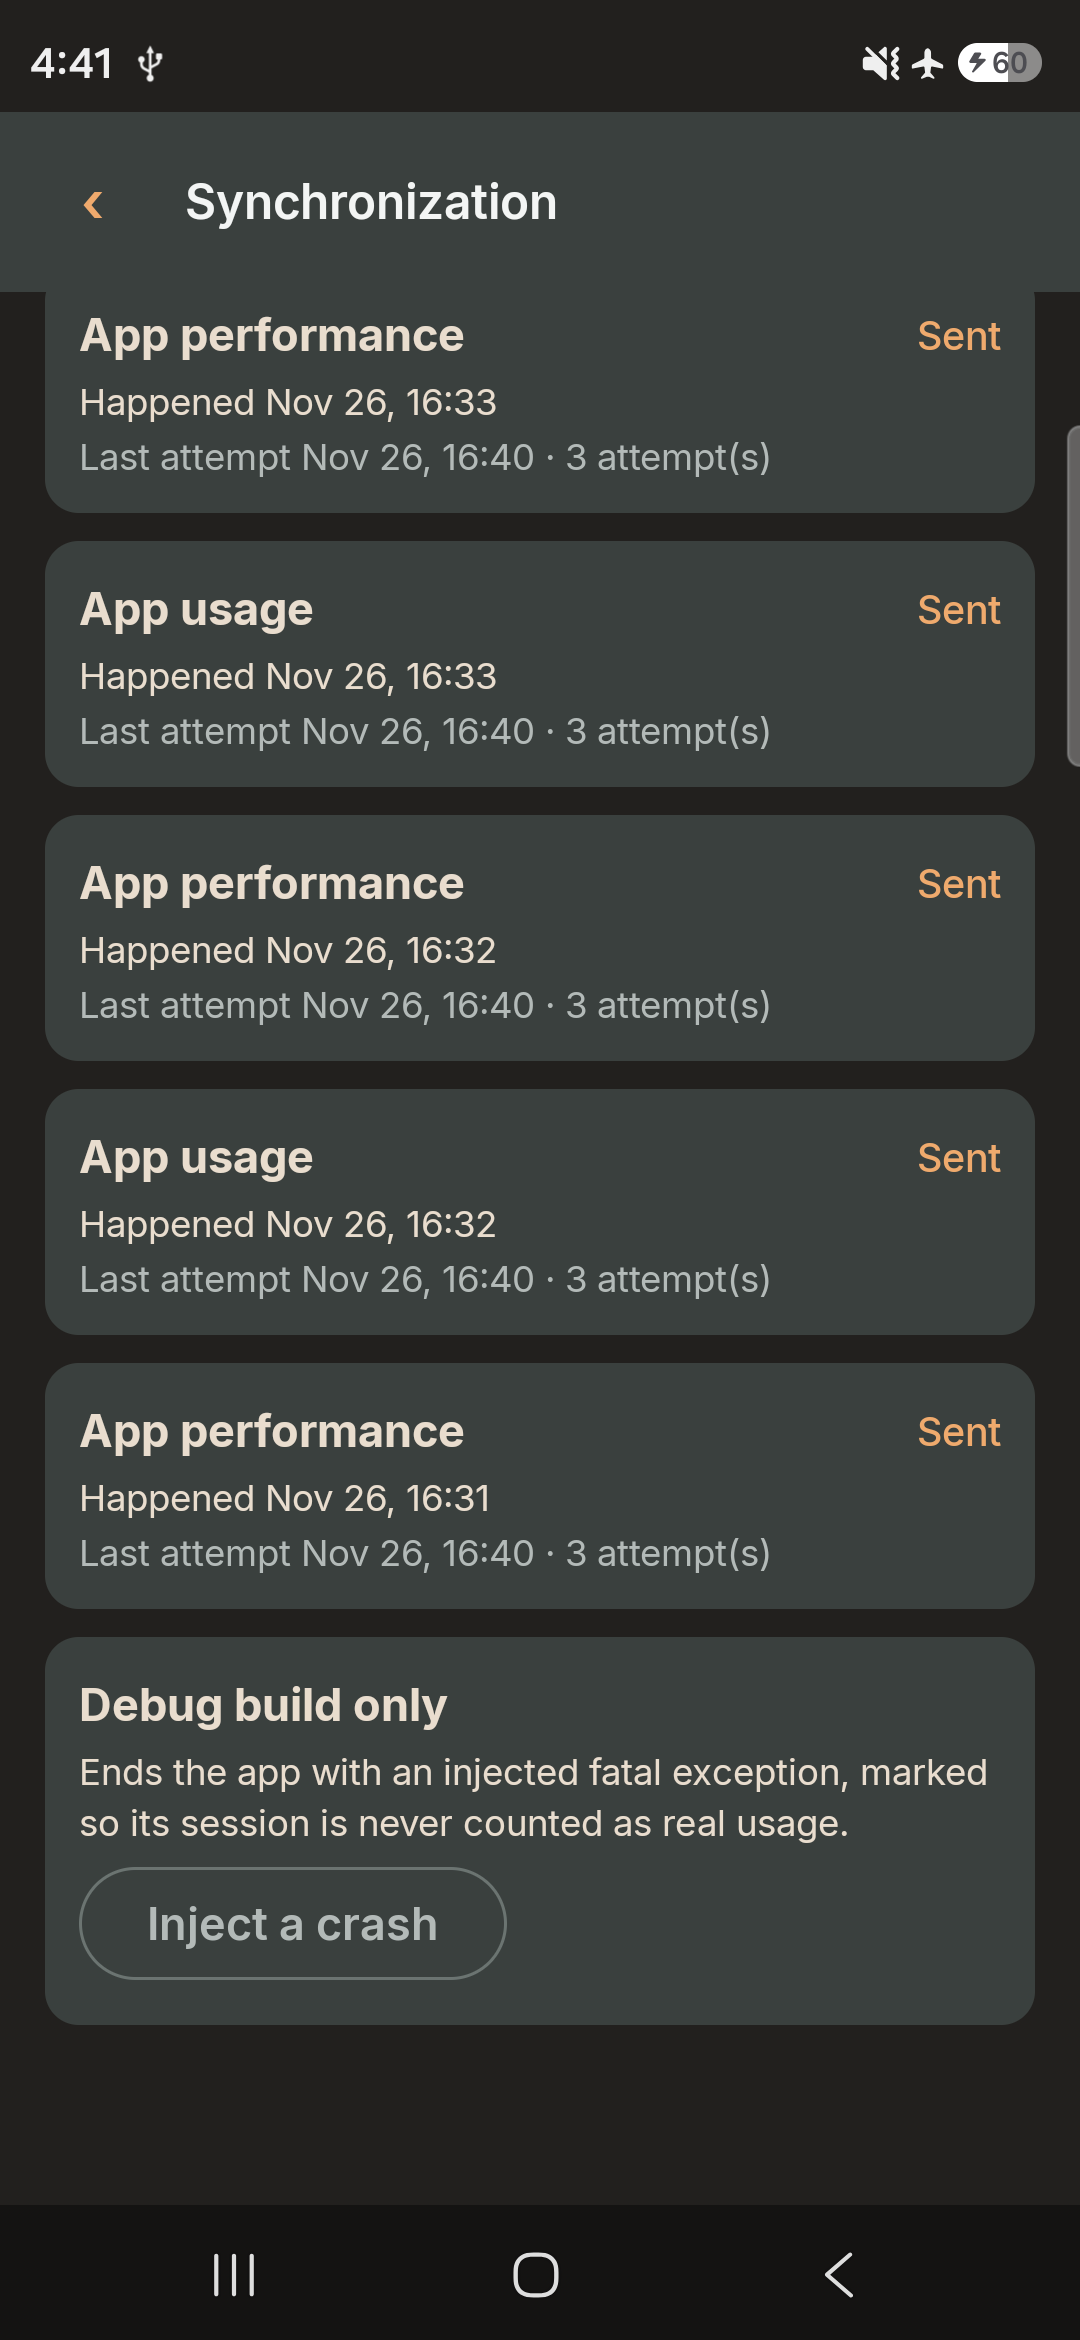 4:41
60
Synchronization
App performance
Sent
Happened Nov 26, 16:33
Last attempt Nov 26, 16:40 · 3 attempt(s)
App usage
Sent
Happened Nov 26, 16:33
Last attempt Nov 26, 16:40 · 3 attempt(s)
App performance
Sent
Happened Nov 26, 16:32
Last attempt Nov 26, 16:40 · 3 attempt(s)
App usage
Sent
Happened Nov 26, 16:32
Last attempt Nov 26, 16:40 · 3 attempt(s)
App performance
Sent
Happened Nov 26, 16:31
Last attempt Nov 26, 16:40 · 3 attempt(s)
Debug build only
Ends the app with an injected fatal exception, marked
so its session is never counted as real usage.
Inject a crash